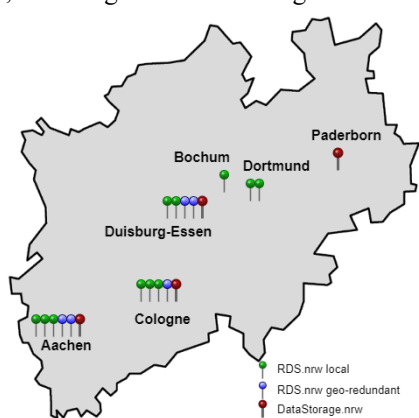 Paderborn
Bochum
Dortmund
Duisburg-Essen
Cologne
Aachen
RDS.nrw local
RDS.nrw geo-redundant
DataStorage.nrw